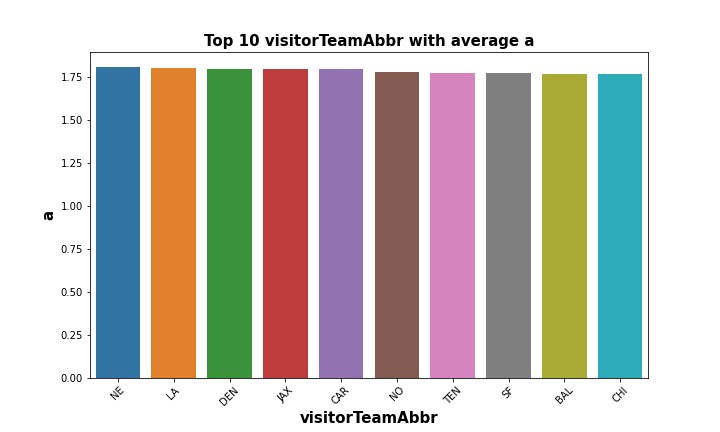 Top 10 visitorTeamAbbr with average a
1.75
1.50
1.25
1.00
0.75
0.50
0.25
0.00
a
NE LA DEN JAX CAR NO TEN SF BAL CHI
visitorTeamAbbr